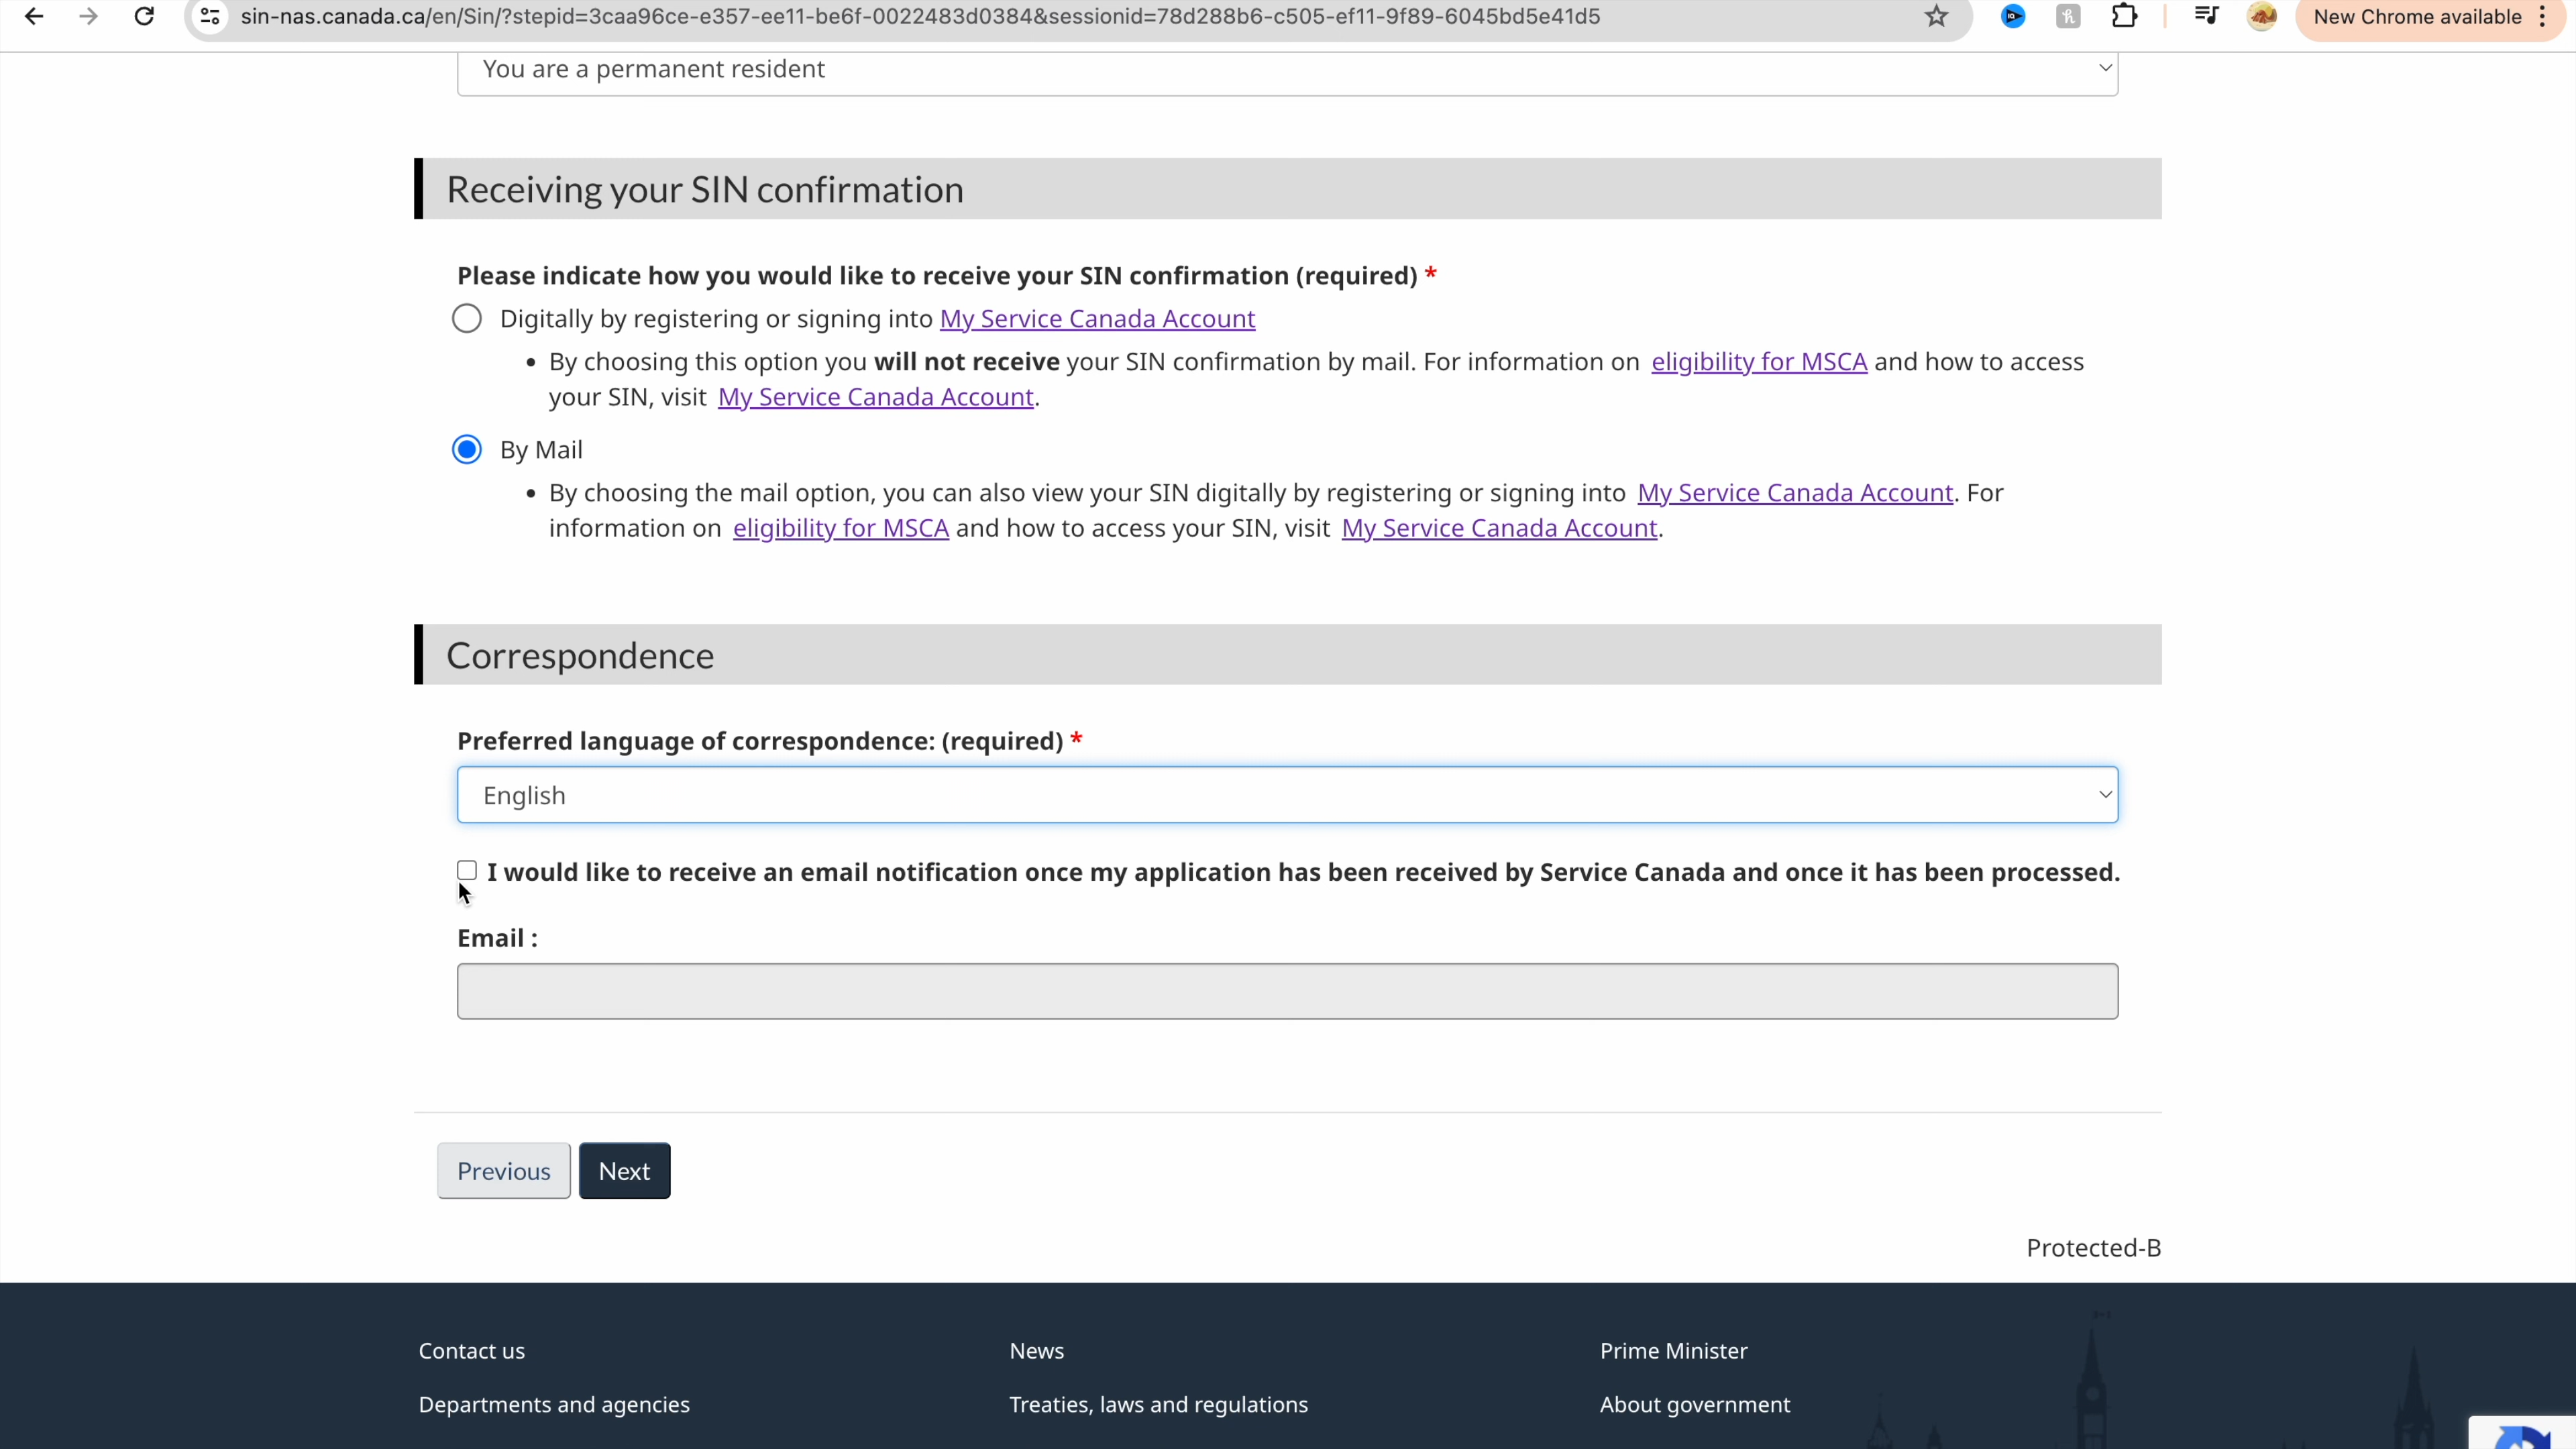 sin-nas.canada.ca/en/Sin/?stepid=3caa96ce-e357-ee11-be6f-0022483d0384&sessionid=78d288b6-c505-ef11-9f89-6045bd5e41d5
New Chrome available
You are a permanent resident
Receiving your SIN confirmation
Please indicate how you would like to receive your SIN confirmation (required) *
Digitally by registering or signing into My Service Canada Account
• By choosing this option you will not receive your SIN confirmation by mail. For information on eligibility for MSCA and how to access
your SIN, visit My Service Canada Account.
By Mail
• By choosing the mail option, you can also view your SIN digitally by registering or signing into My Service Canada Account. For
information on eligibility for MSCA and how to access your SIN, visit My Service Canada Account.
Correspondence
Preferred language of correspondence: (required) *
English
I would like to receive an email notification once my application has been received by Service Canada and once it has been processed.
Email :
Previous Next
Protected-B
Contact us News Prime Minister
Departments and agencies Treaties, laws and regulations About government